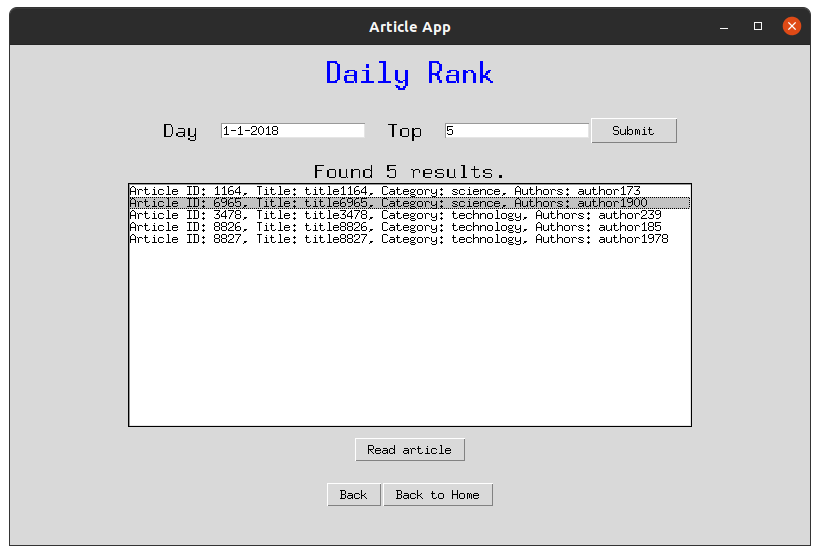 Article App
Daily Rank
Day 1-1-2018 Top 5 Submit
Found 5 results.
Article ID: 1164, Title: title1164, Category: science, Authors: author173
Article ID: 6965, Title: title6965, Category: science, Authors: author1900
Article ID: 3478, Title: title3478, Category: technology, Authors: author239
Article ID: 8826, Title: title8826, Category: technology, Authors: author185
Article ID: 8827, Title: title8827, Category: technology, Authors: author1978
Read article
Back Back to Home